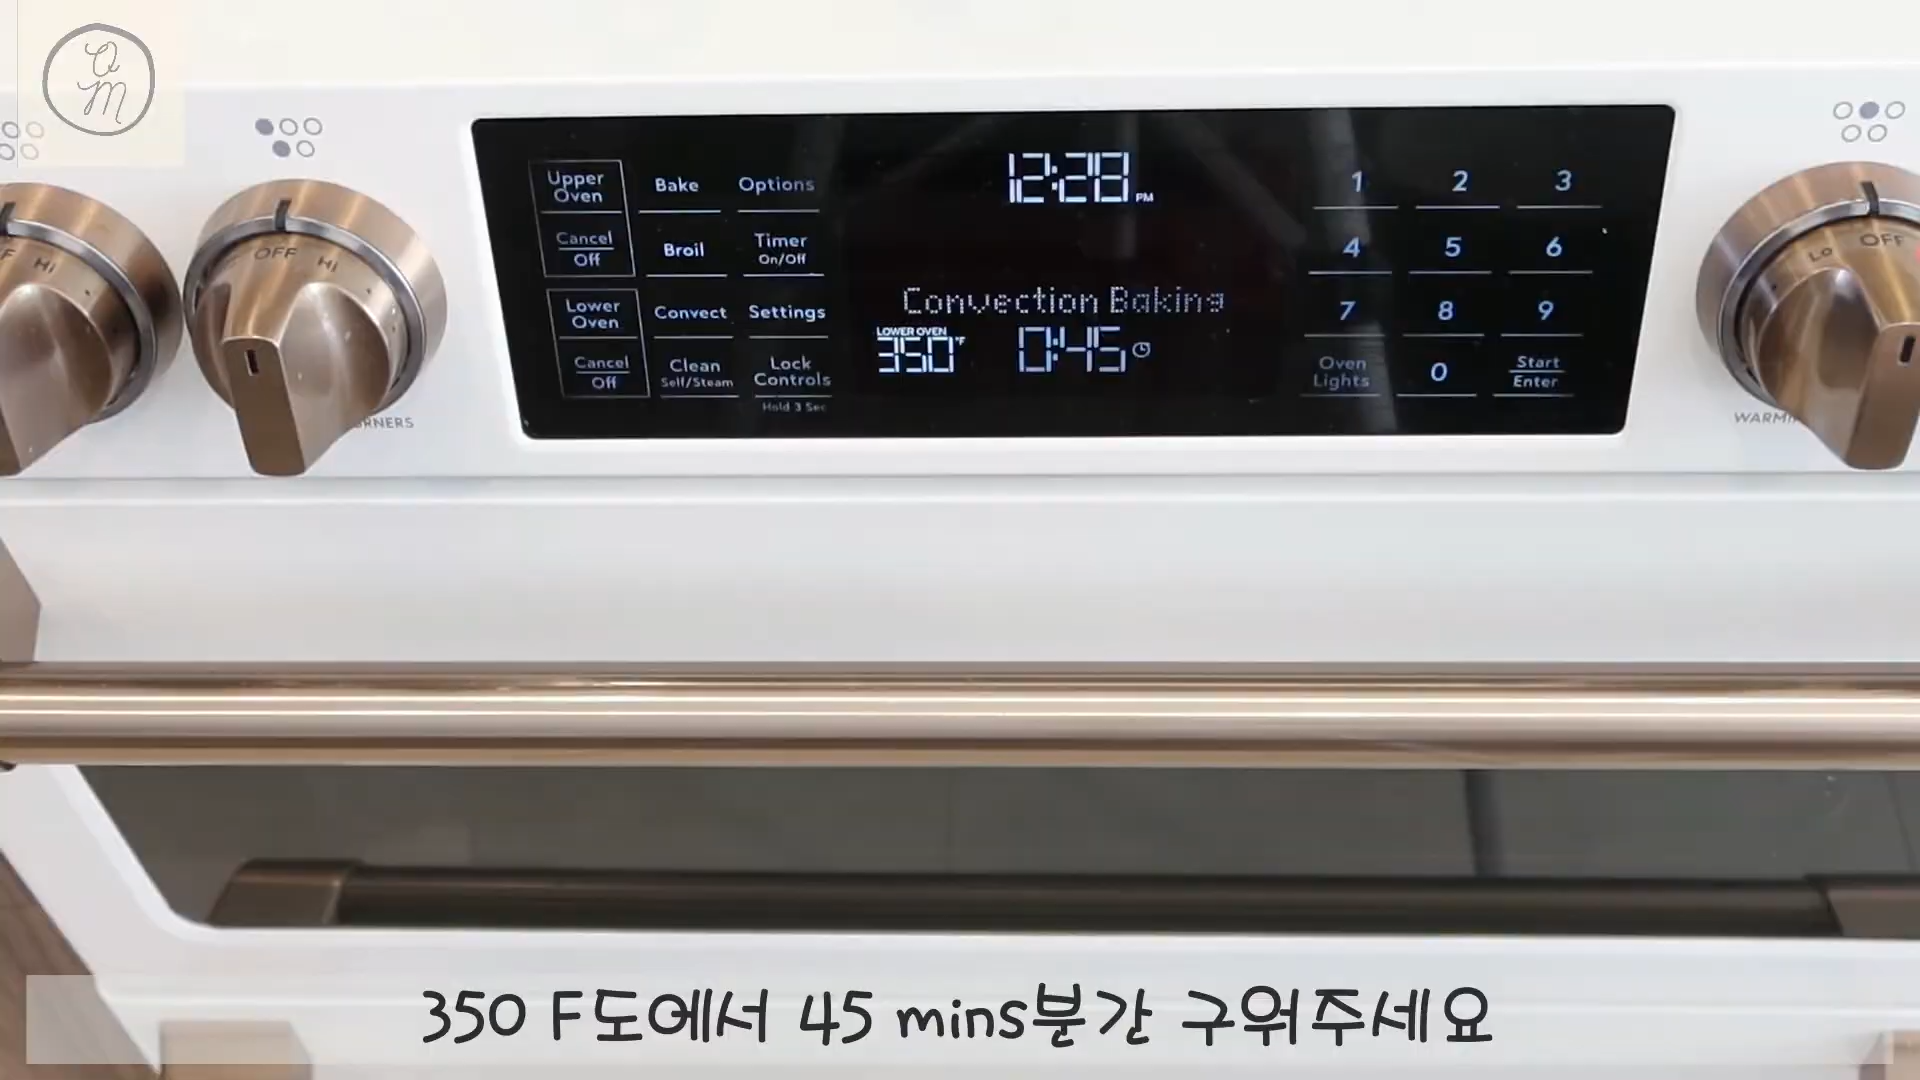 QM
OFF HI
F HI
Upper Oven
Cancel
Off
Lower Oven
Cancel
Off
Bake
Broil
Convect
Clean
Self/Steam
Options
Timer
On/Off
Settings
Lock Controls
Hold 3 Sec
12:28 PM
Convection Baking
LOWER OVEN
350°F 0:45
1 2 3
4 5 6
7 8 9
Oven Lights
0
Start
Enter
Lo OFF
350 F도에서 45 mins분간 구워주세요